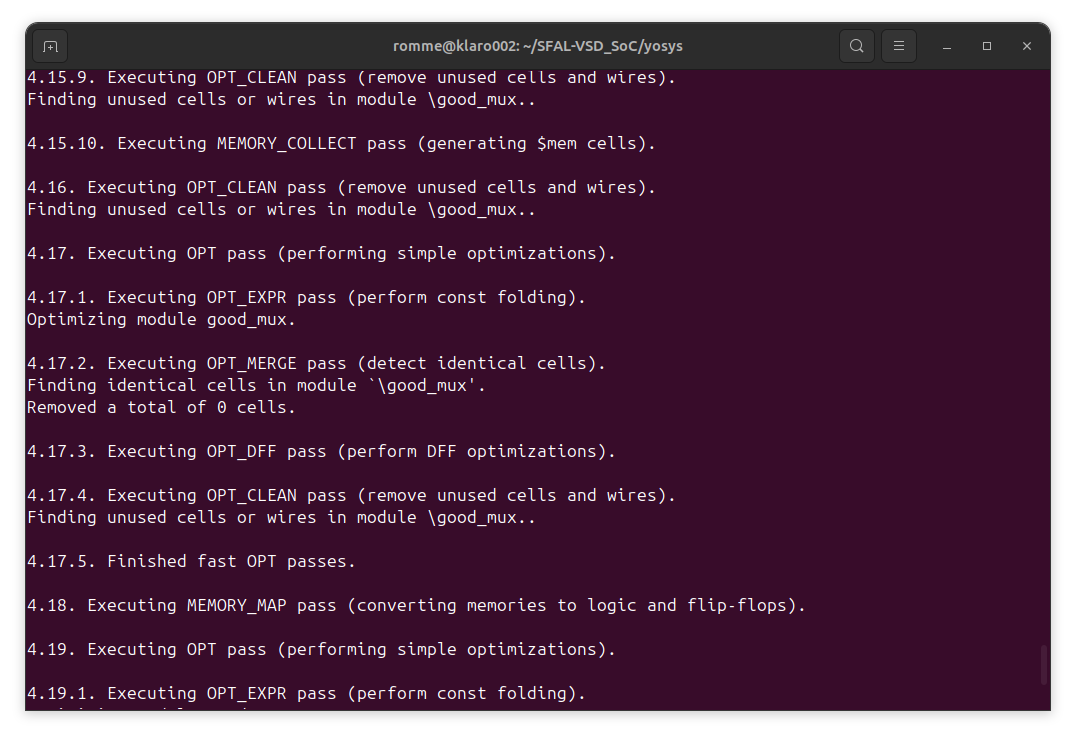 romme@klaro002: ~/SFAL-VSD_SoC/yosys
4.15.9. Executing OPT_CLEAN pass (remove unused cells and wires).
Finding unused cells or wires in module \good_mux..
4.15.10. Executing MEMORY_COLLECT pass (generating $mem cells).
4.16. Executing OPT_CLEAN pass (remove unused cells and wires).
Finding unused cells or wires in module \good_mux..
4.17. Executing OPT pass (performing simple optimizations).
4.17.1. Executing OPT_EXPR pass (perform const folding).
Optimizing module good_mux.
4.17.2. Executing OPT_MERGE pass (detect identical cells).
Finding identical cells in module `\good_mux'.
Removed a total of 0 cells.
4.17.3. Executing OPT_DFF pass (perform DFF optimizations).
4.17.4. Executing OPT_CLEAN pass (remove unused cells and wires).
Finding unused cells or wires in module \good_mux..
4.17.5. Finished fast OPT passes.
4.18. Executing MEMORY_MAP pass (converting memories to logic and flip-flops).
4.19. Executing OPT pass (performing simple optimizations).
4.19.1. Executing OPT_EXPR pass (perform const folding).